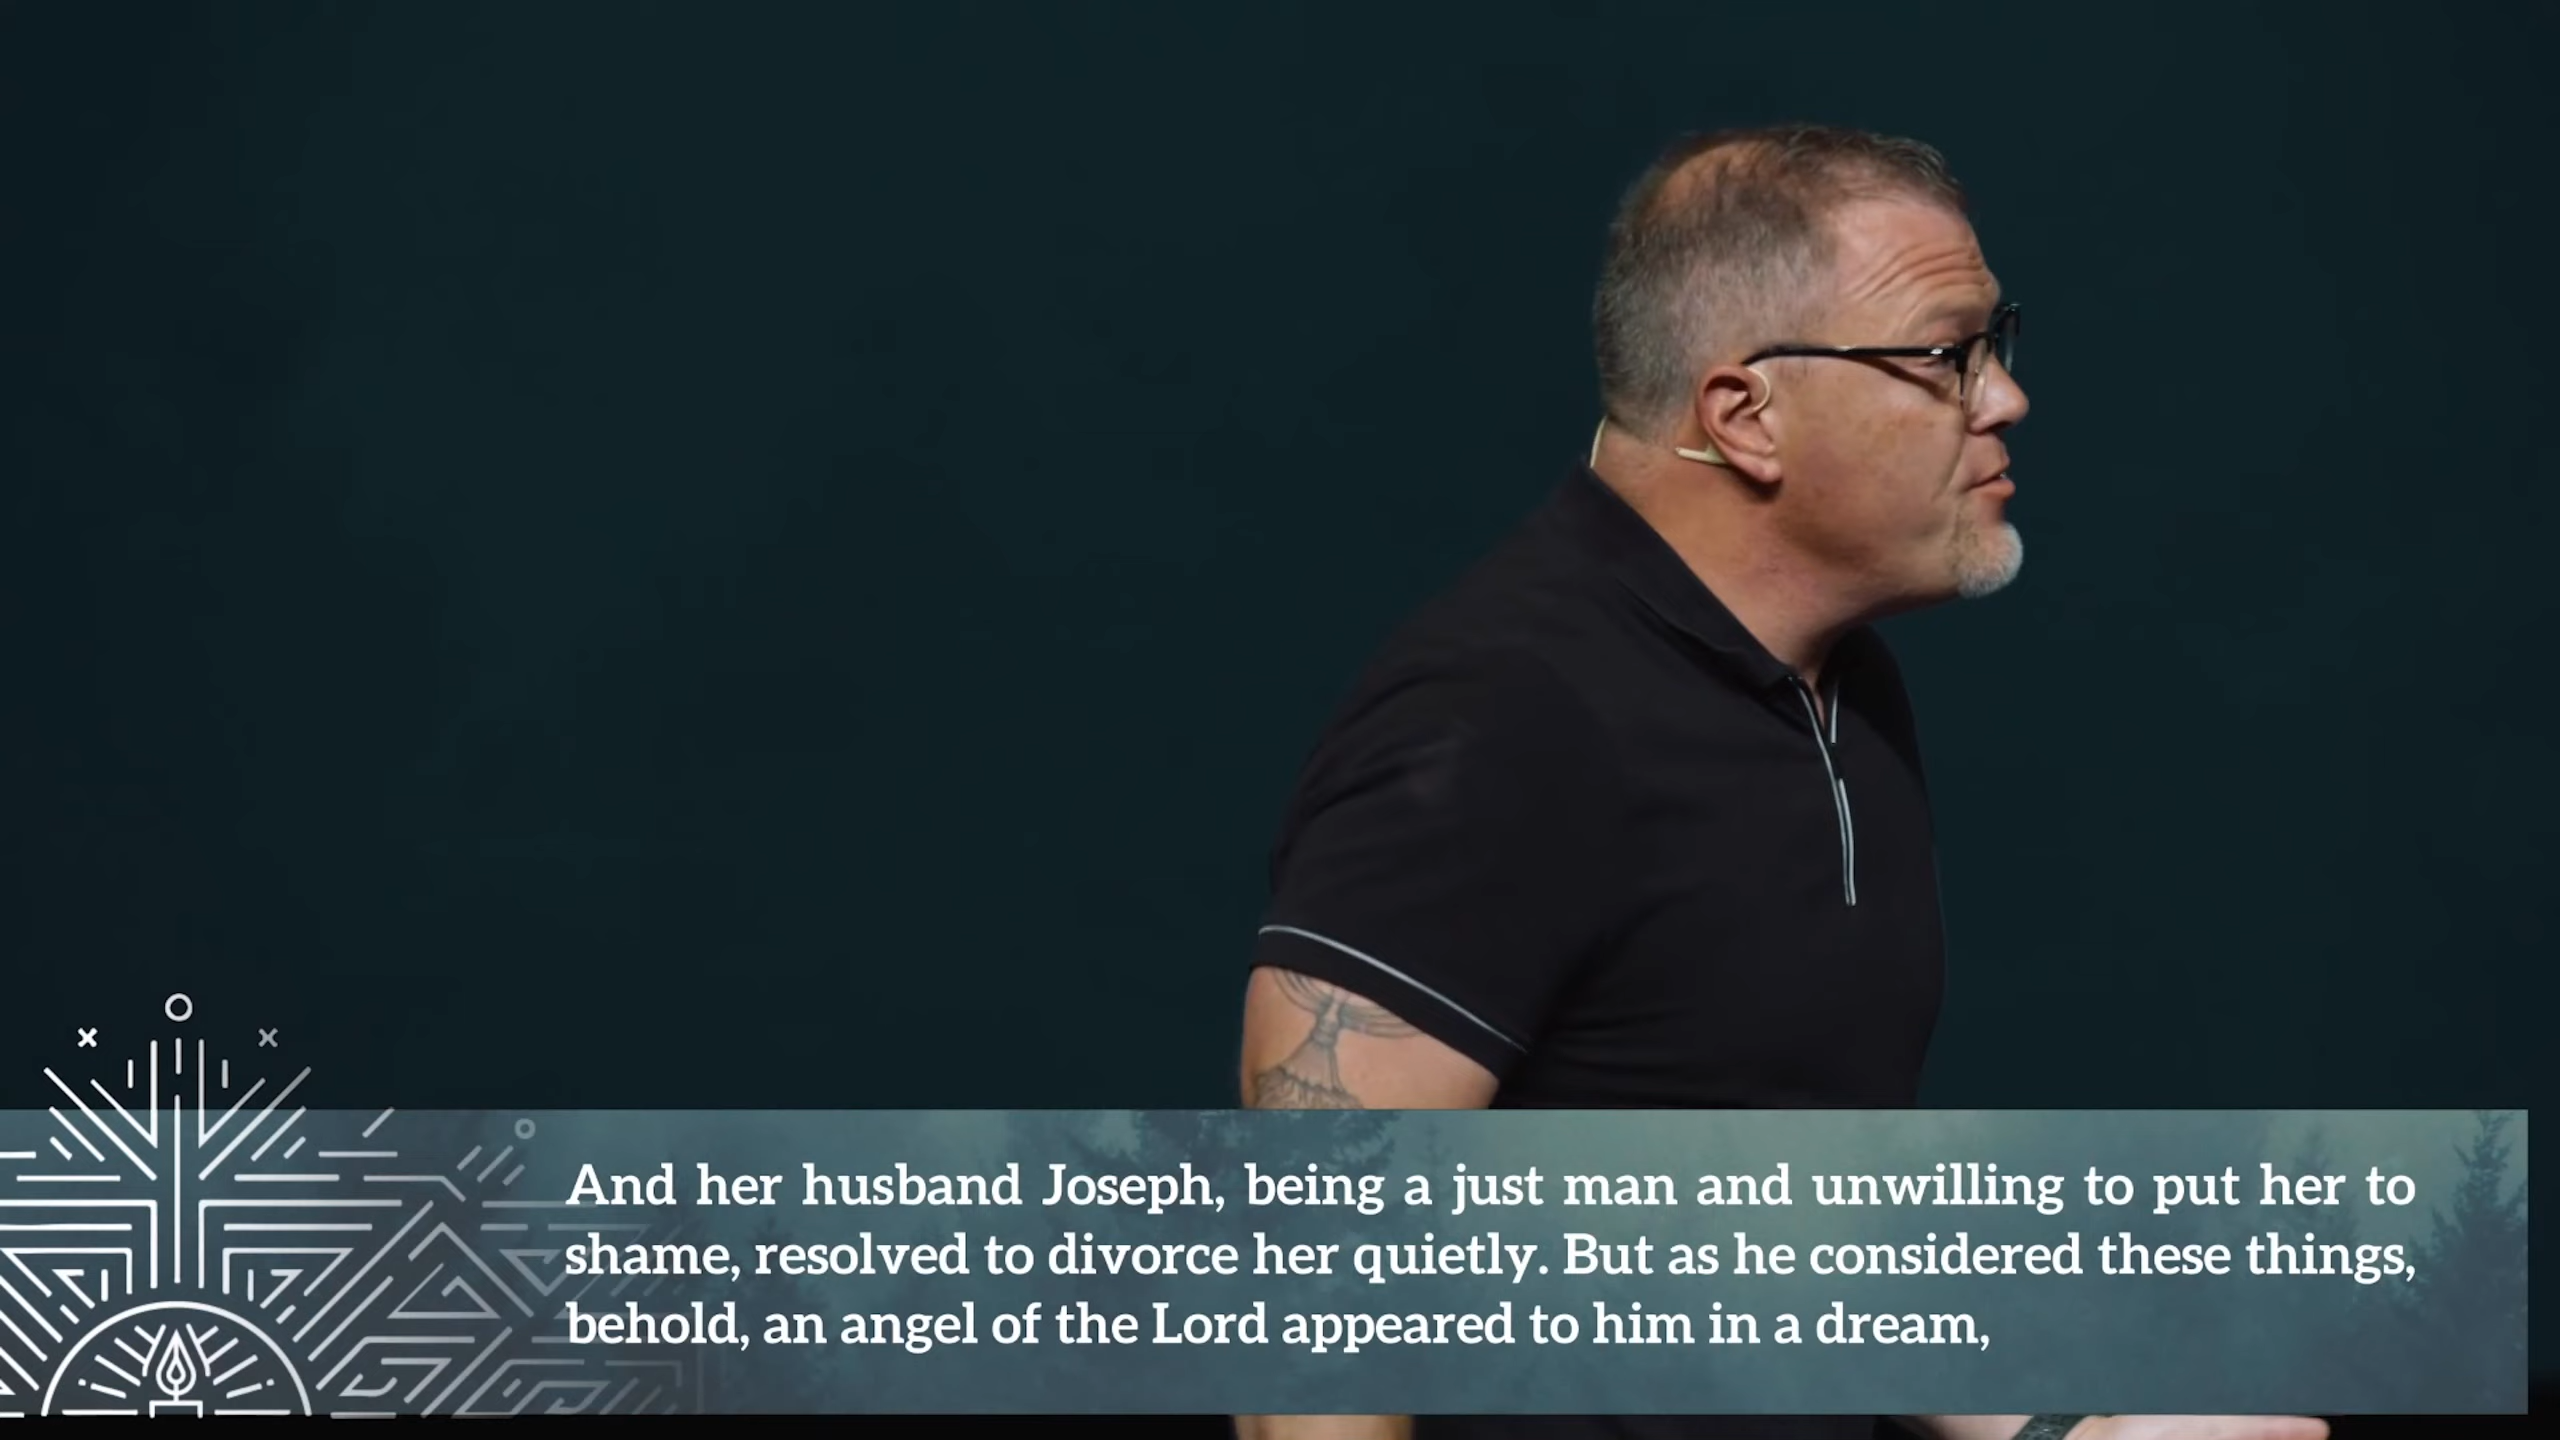 And her husband Joseph, being a just man and unwilling to put her to
shame, resolved to divorce her quietly. But as he considered these things,
behold, an angel of the Lord appeared to him in a dream,